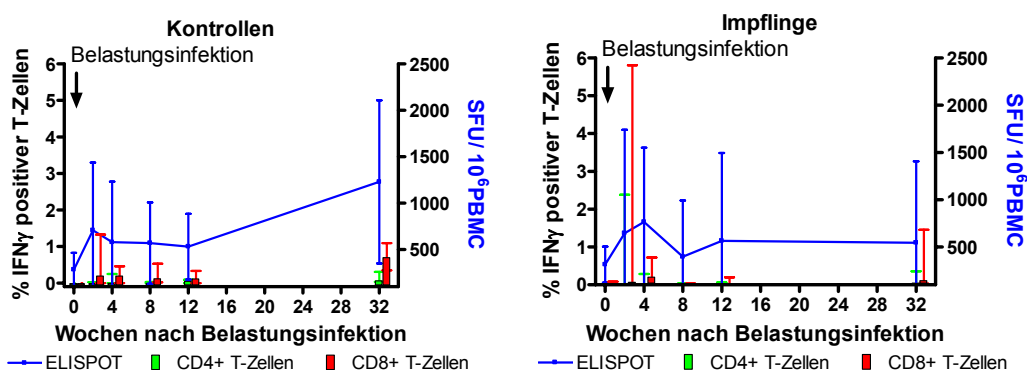 Kontrollen
Belastungsinfektion
% IFNγ positiver T-Zellen
6
5
4
3
2
1
0
2500
2000
1500
1000
500
SFU/ 10⁶PBMC
0 4 8 12 16 20 24 28 32
Wochen nach Belastungsinfektion
ELISPOT CD4+ T-Zellen CD8+ T-Zellen
Impflinge
Belastungsinfektion
% IFNγ positiver T-Zellen
6
5
4
3
2
1
0
2500
2000
1500
1000
500
SFU/ 10⁶PBMC
0 4 8 12 16 20 24 28 32
Wochen nach Belastungsinfektion
ELISPOT CD4+ T-Zellen CD8+ T-Zellen